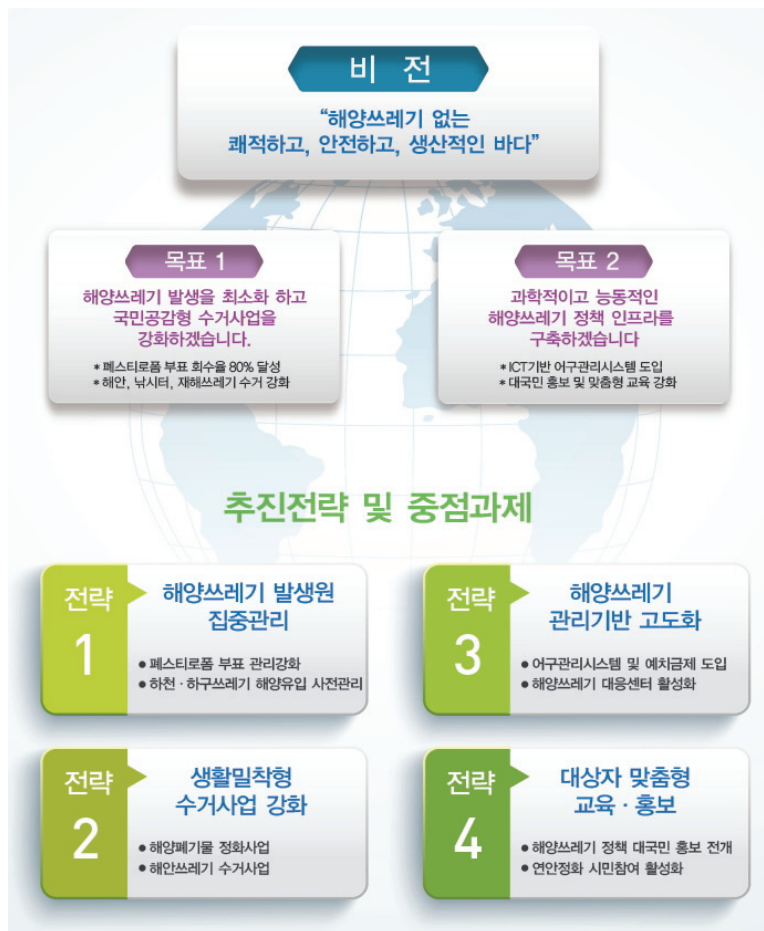 비 전
“해양쓰레기 없는
쾌적하고, 안전하고, 생산적인 바다”
목표 1
해양쓰레기 발생을 최소화 하고
국민공감형 수거사업을
강화하겠습니다.
* 페스티로폼 부표 회수율 80% 달성
* 해안, 낚시터, 재해쓰레기 수거 강화
목표 2
과학적이고 능동적인
해양쓰레기 정책 인프라를
구축하겠습니다
* ICT기반 어구관리시스템 도입
* 대국민 홍보 및 맞춤형 교육 강화
추진전략 및 중점과제
전략
1
해양쓰레기 발생원
집중관리
● 페스티로폼 부표 관리강화
● 하천 · 하구쓰레기 해양유입 사전관리
전략
2
생활밀착형
수거사업 강화
● 해양폐기물 정화사업
● 해안쓰레기 수거사업
전략
3
해양쓰레기
관리기반 고도화
● 어구관리시스템 및 예치금제 도입
● 해양쓰레기 대응센터 활성화
전략
4
대상자 맞춤형
교육 · 홍보
● 해양쓰레기 정책 대국민 홍보 전개
● 연안정화 시민참여 활성화